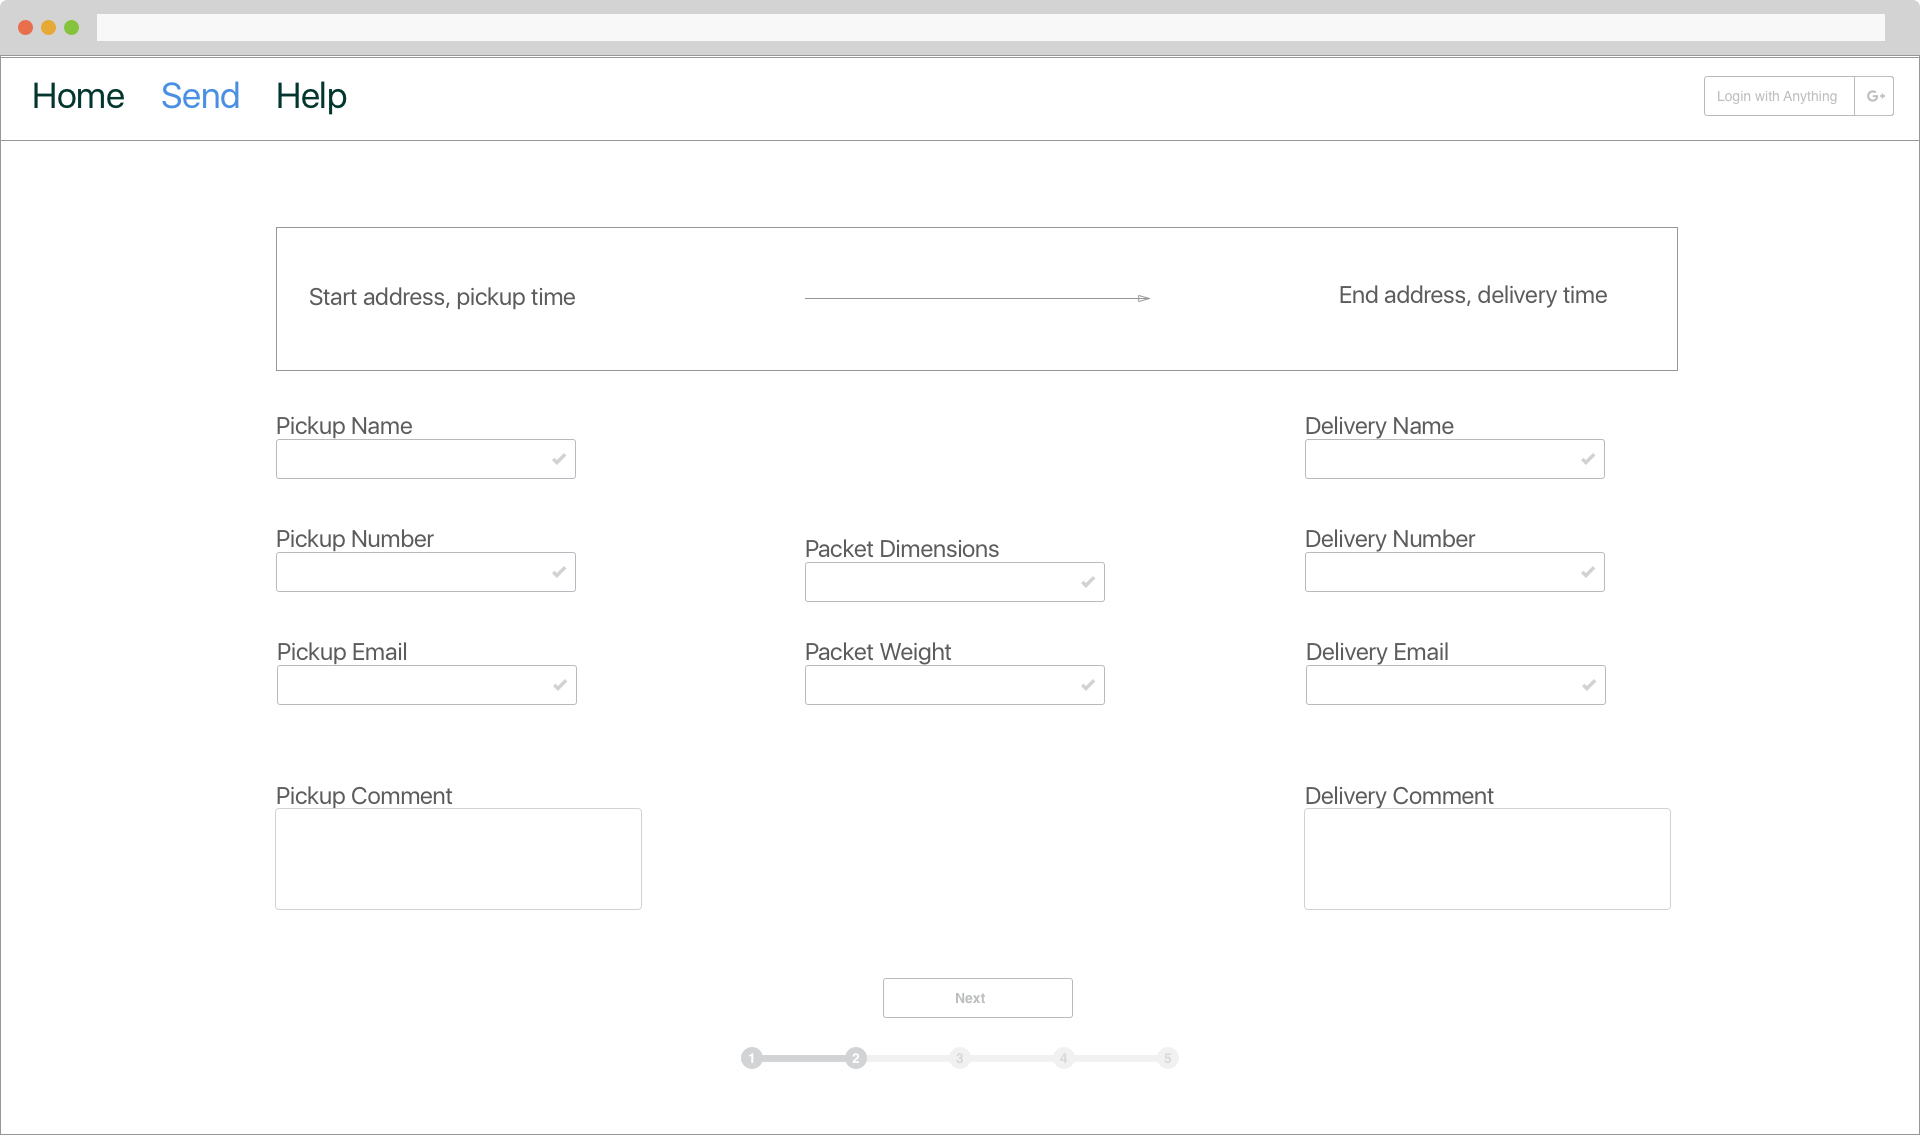 Home Send Help
Login with Anything G+
Start address, pickup time
End address, delivery time
Pickup Name
Delivery Name
Pickup Number
Packet Dimensions
Delivery Number
Pickup Email
Packet Weight
Delivery Email
Pickup Comment
Delivery Comment
Next
1 2 3 4 5